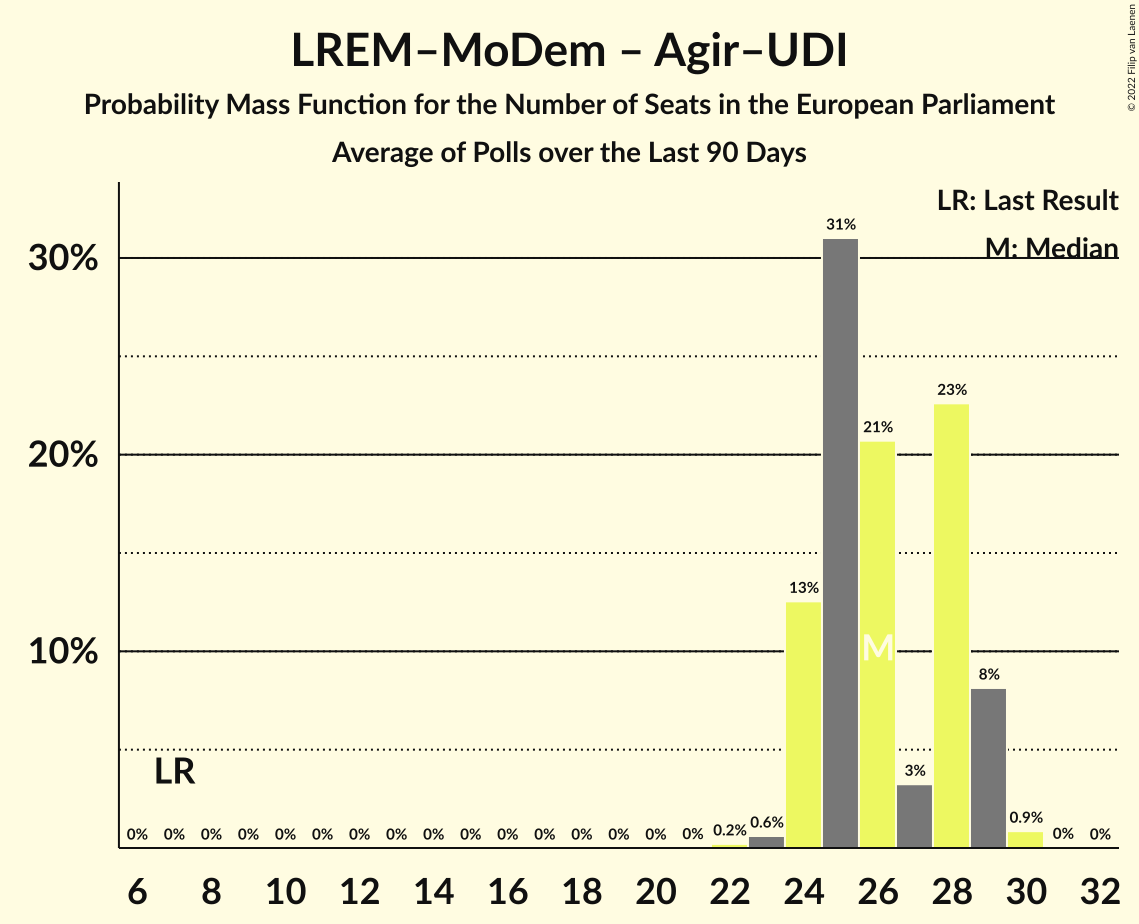 LREM–MoDem – Agir–UDI
Probability Mass Function for the Number of Seats in the European Parliament
Average of Polls over the Last 90 Days
© 2022 Filip van Laenen
LR: Last Result
M: Median
30%
20%
10%
31%
23%
21%
13%
M
8%
3%
LR
0% 0% 0% 0% 0% 0% 0% 0% 0% 0% 0% 0% 0% 0% 0% 0% 0.2% 0.6% 0.9% 0% 0%
6 8 10 12 14 16 18 20 22 24 26 28 30 32